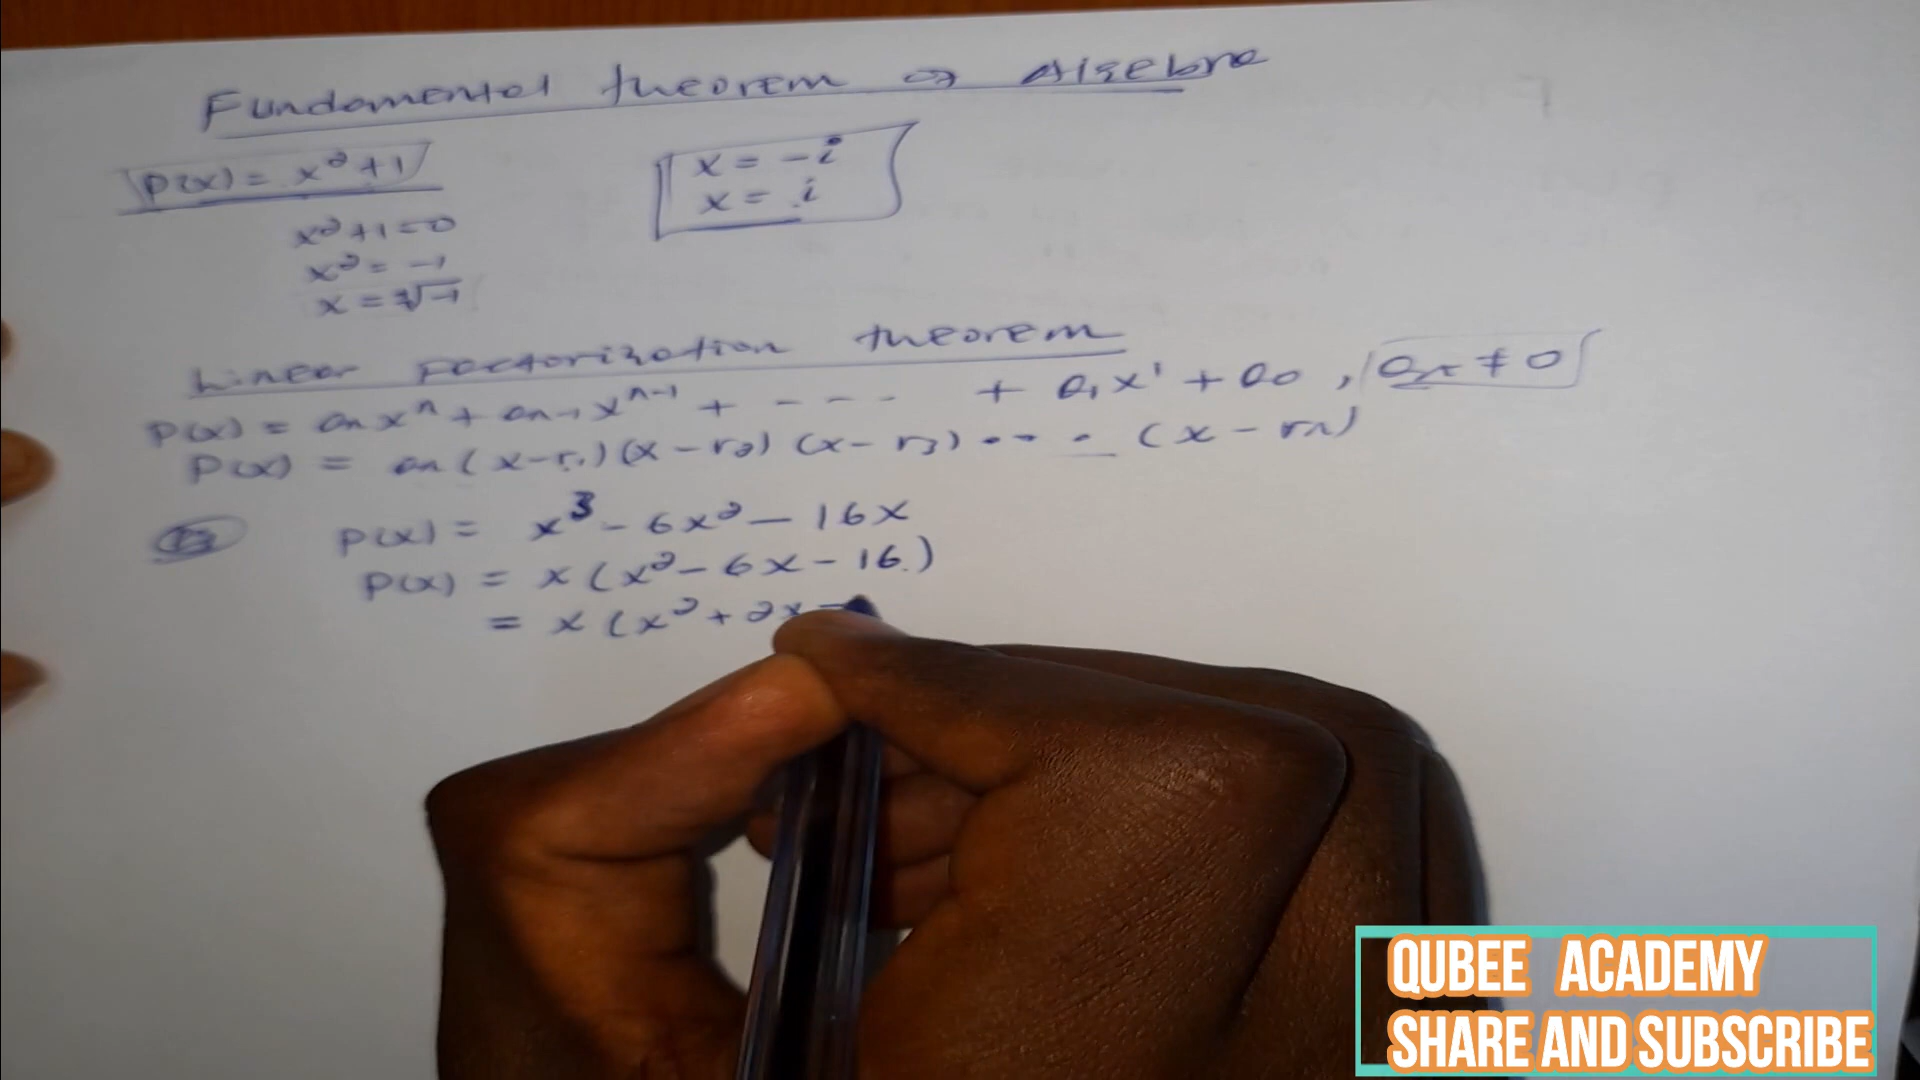 Fundamental theorem of Algebra
P(x) = x²+1
x = -i
x = i
x²+1=0
x² = -1
x = ²√-1
Linear Factorization theorem
P(x) = anxⁿ + an-1xⁿ⁻¹ + - - - - + a1x¹ + a0 , an ≠ 0
P(x) = an(x-r1)(x-r2)(x-r3)....(x-rn)
P(x) = x³-6x²-16x
P(x) = x(x²-6x-16)
= x(x²+2x-
QUBEE ACADEMY
SHARE AND SUBSCRIBE